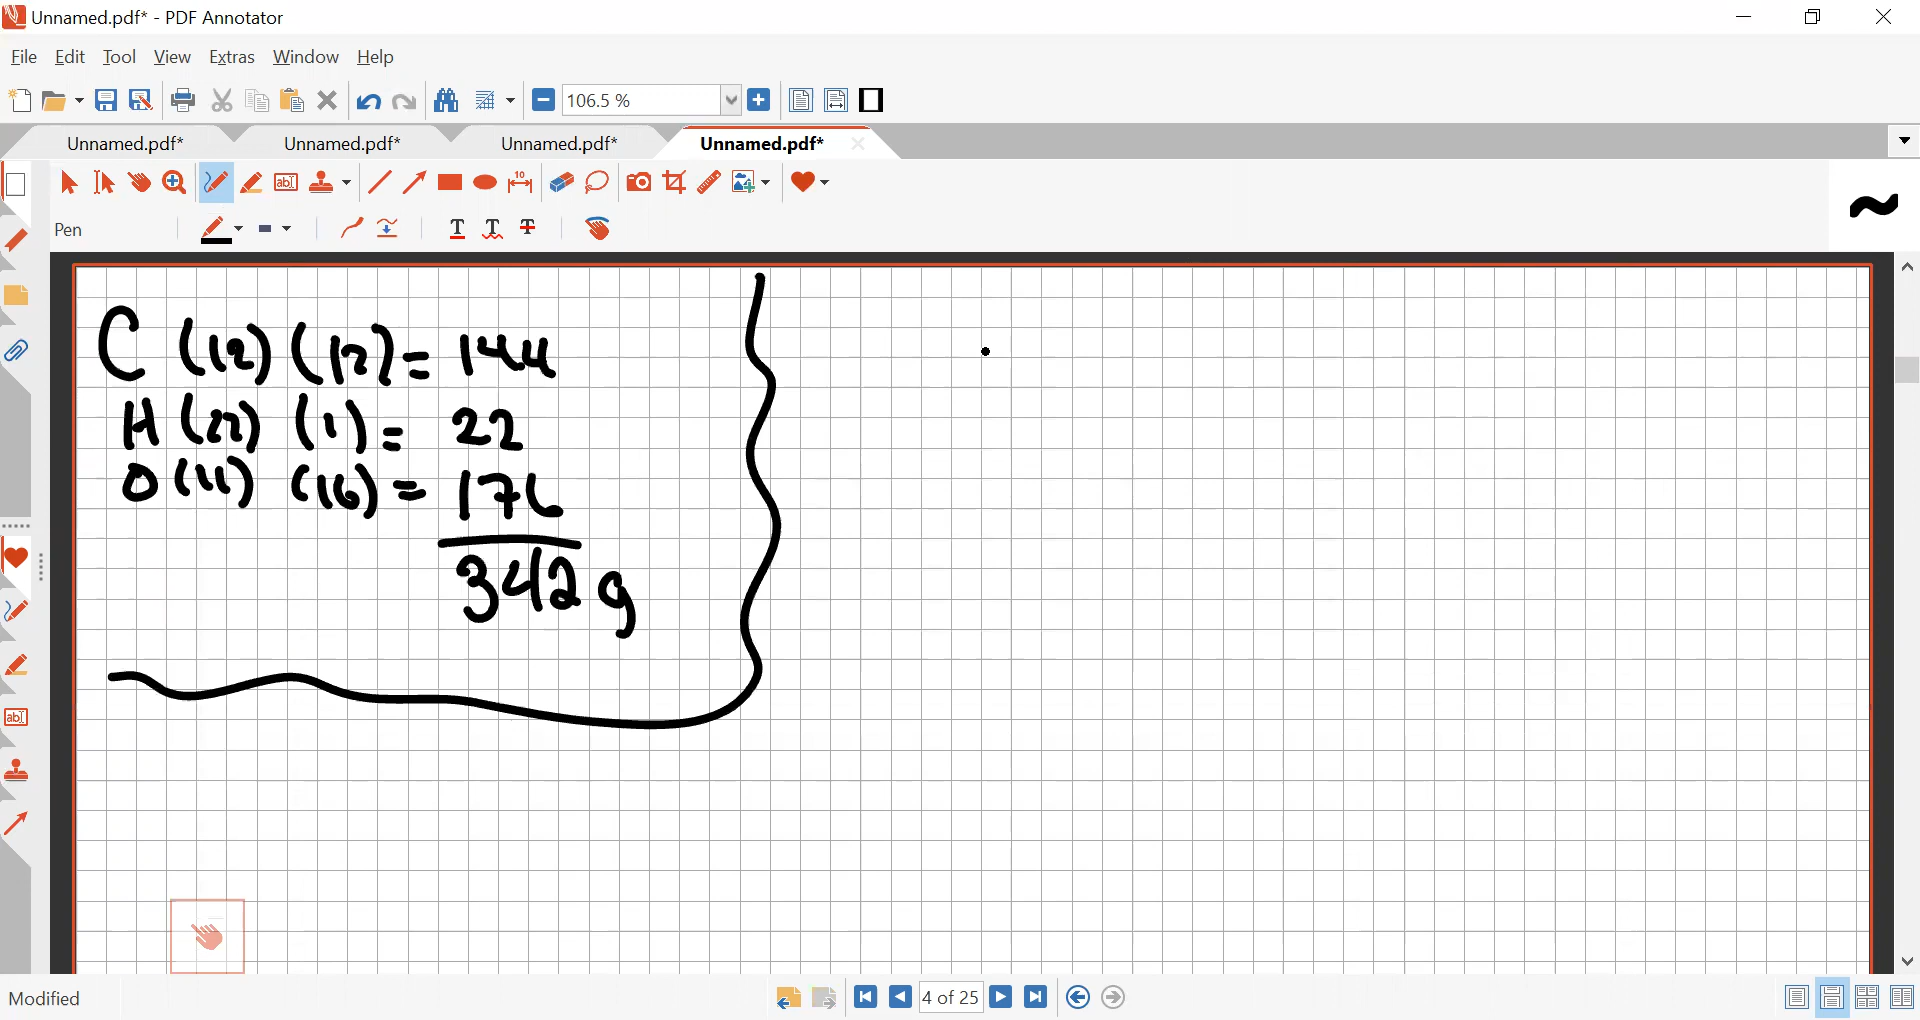 Unnamed.pdf* - PDF Annotator
File Edit Tool View Extras Window Help
106.5 %
Unnamed.pdf* Unnamed.pdf* Unnamed.pdf* Unnamed.pdf*
Pen
C (12) (12) = 144
H (22) (1) = 22
O (11) (16) = 176
342 g
Modified
4 of 25